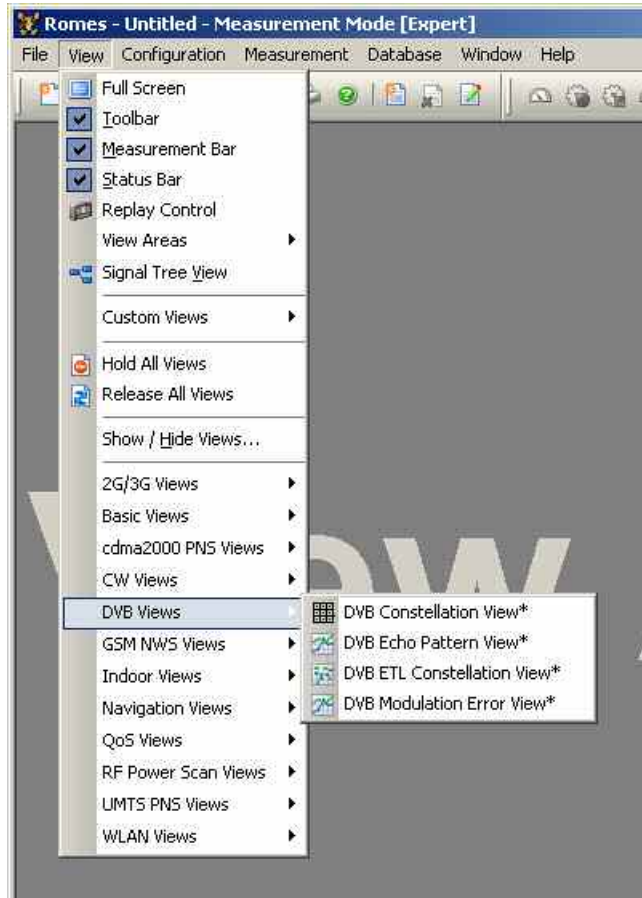 Romes - Untitled - Measurement Mode [Expert]
File View Configuration Measurement Database Window Help
Full Screen
Toolbar
Measurement Bar
Status Bar
Replay Control
View Areas
Signal Tree View
Custom Views
Hold All Views
Release All Views
Show / Hide Views...
2G/3G Views
Basic Views
cdma2000 PNS Views
CW Views
DVB Views
GSM NWS Views
Indoor Views
Navigation Views
QoS Views
RF Power Scan Views
UMTS PNS Views
WLAN Views
DVB Constellation View*
DVB Echo Pattern View*
DVB ETL Constellation View*
DVB Modulation Error View*